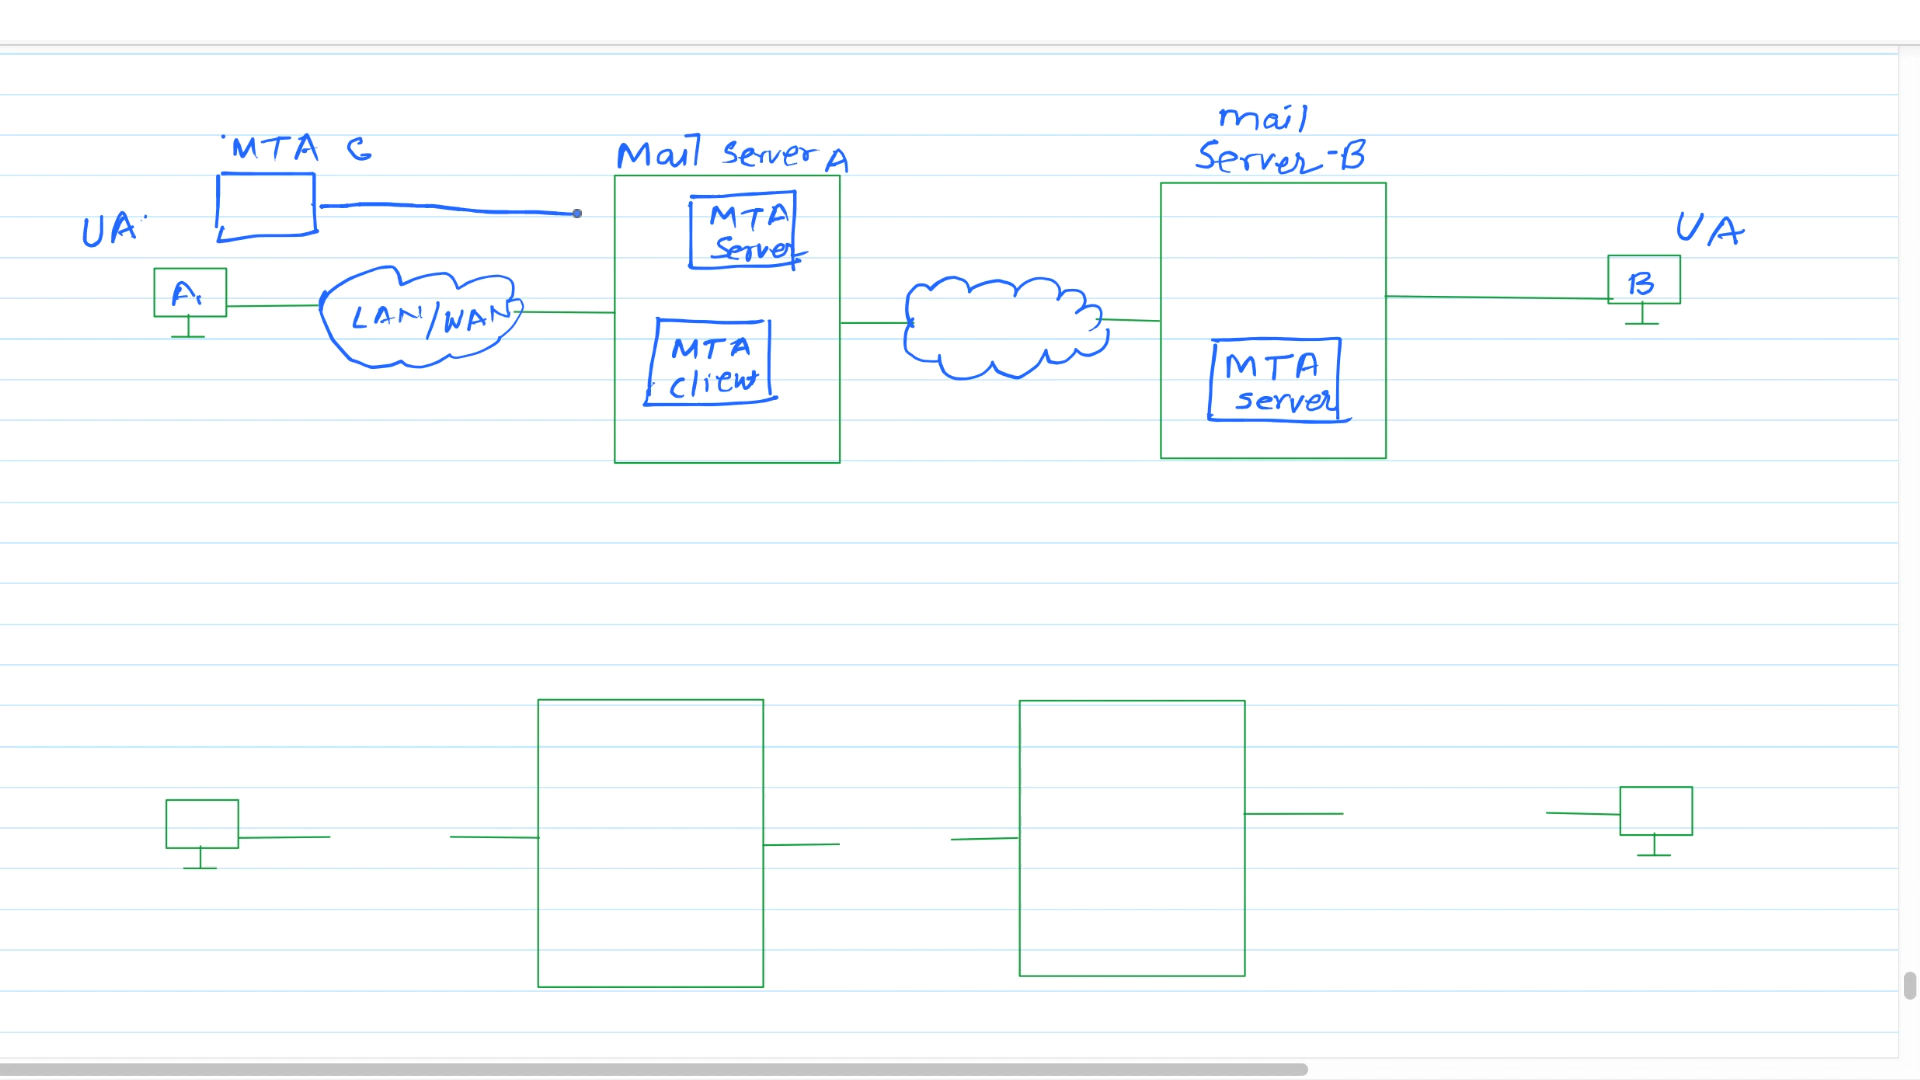 mail
MTA C
Mail Server A
Server-B
UA
MTA
Server
UA
A
LAN/WAN
B
MTA
client
MTA
server